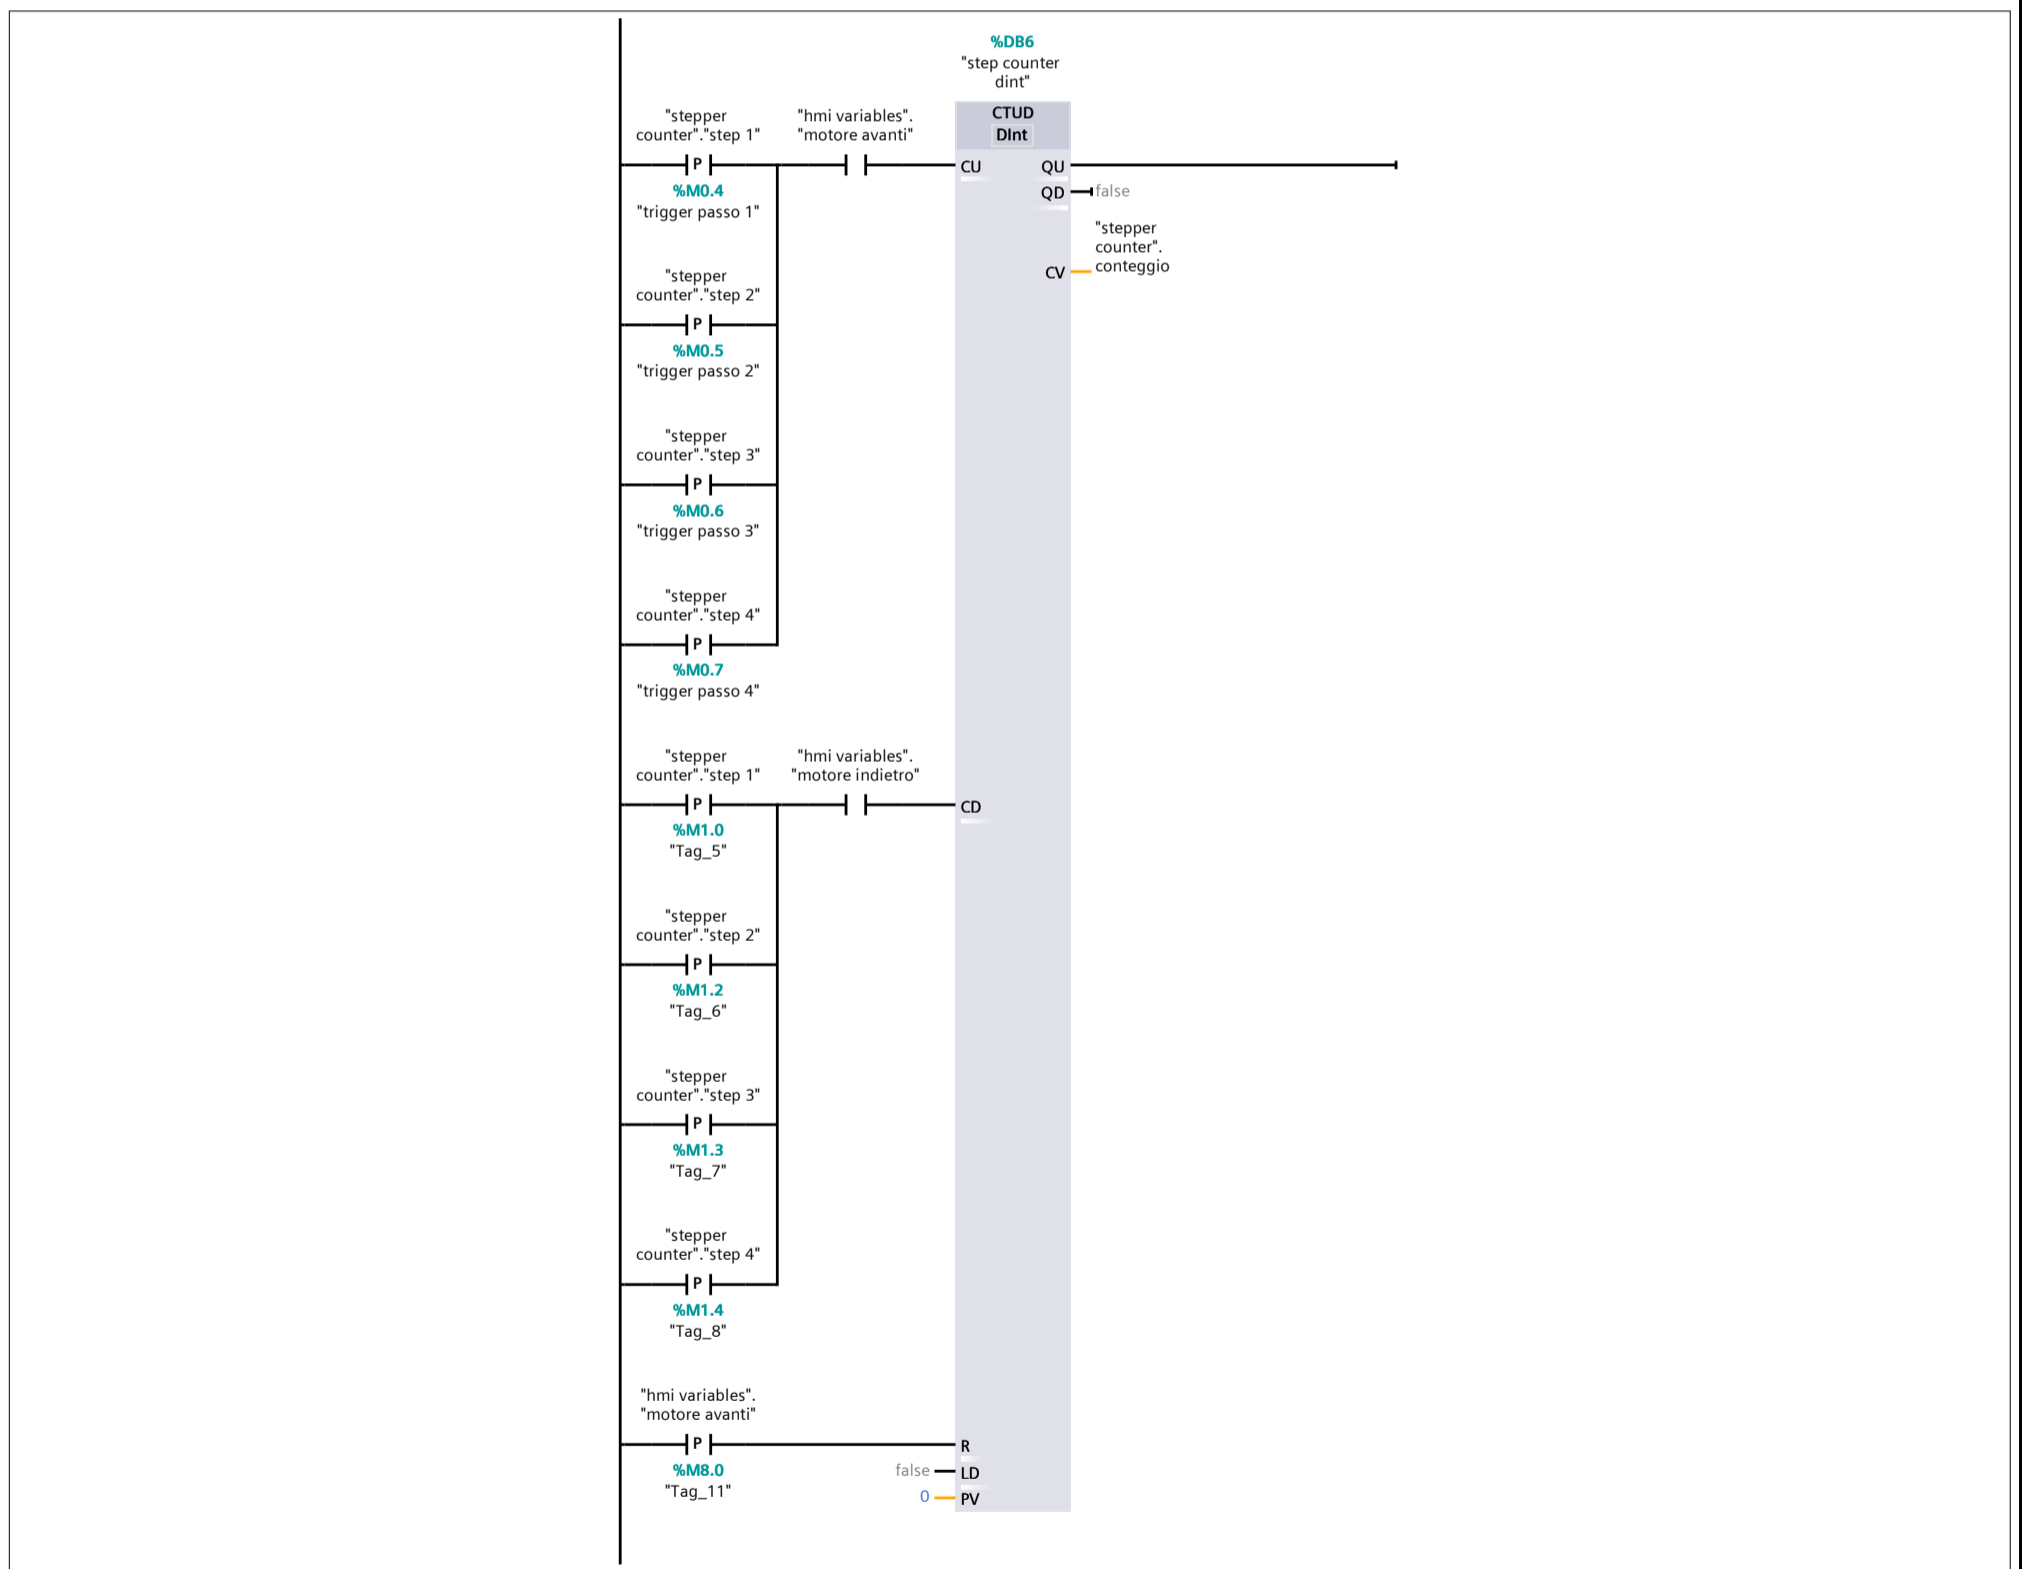 %DB6
"step counter
dint"
CTUD
DInt
"stepper
counter"."step 1"
"hmi variables".
"motore avanti"
P
CU
QU
%M0.4
"trigger passo 1"
QD
false
"stepper
counter".
conteggio
CV
"stepper
counter"."step 2"
P
%M0.5
"trigger passo 2"
"stepper
counter"."step 3"
P
%M0.6
"trigger passo 3"
"stepper
counter"."step 4"
P
%M0.7
"trigger passo 4"
"stepper
counter"."step 1"
"hmi variables".
"motore indietro"
P
CD
%M1.0
"Tag_5"
"stepper
counter"."step 2"
P
%M1.2
"Tag_6"
"stepper
counter"."step 3"
P
%M1.3
"Tag_7"
"stepper
counter"."step 4"
P
%M1.4
"Tag_8"
"hmi variables".
"motore avanti"
P
R
%M8.0
"Tag_11"
false
LD
0
PV